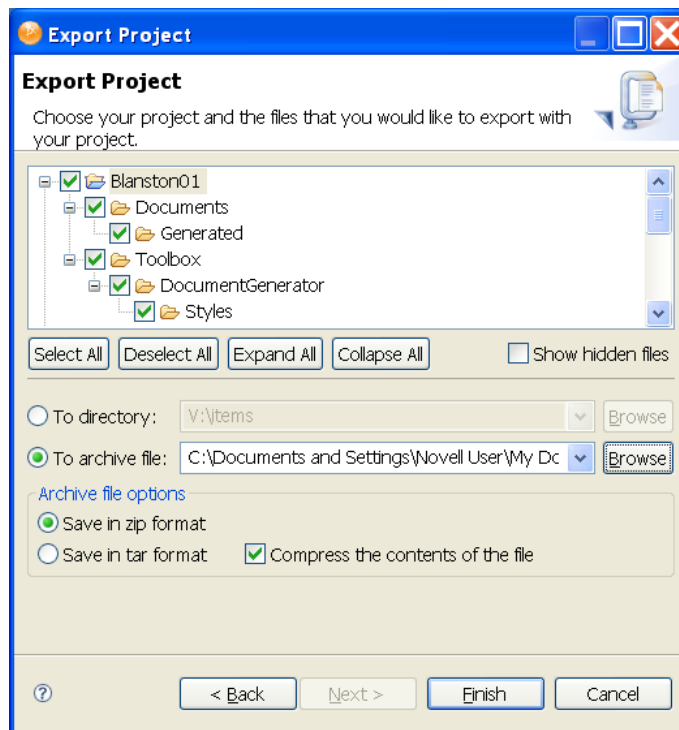 Export Project
Export Project
Choose your project and the files that you would like to export with
your project.
Blanston01
Documents
Generated
Toolbox
DocumentGenerator
Styles
Select All Deselect All Expand All Collapse All Show hidden files
To directory: V:\items Browse
To archive file: C:\Documents and Settings\Novell User\My Dc Browse
Archive file options
Save in zip format
Save in tar format Compress the contents of the file
? < Back Next > Finish Cancel